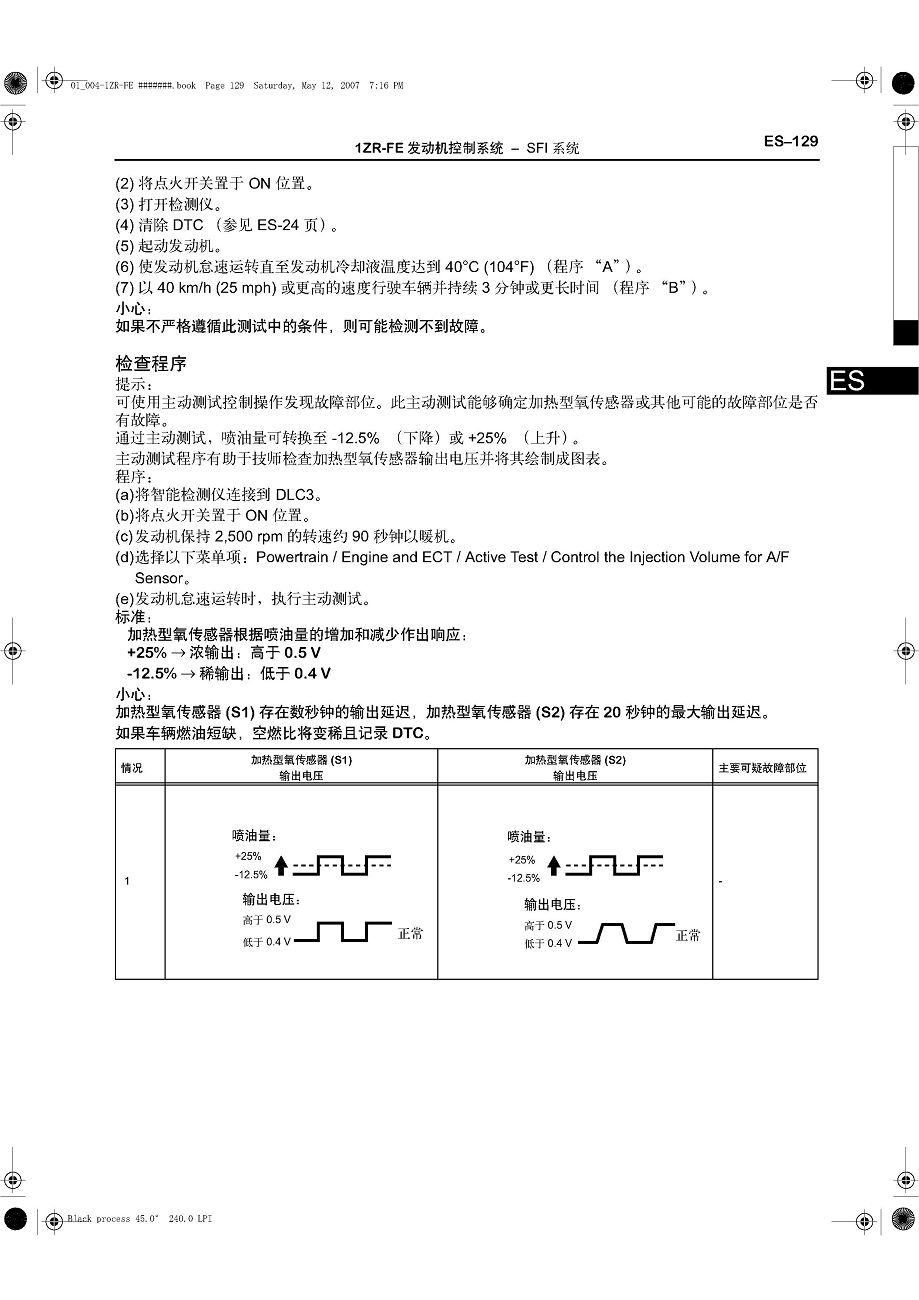 01_004-1ZR-FE #######.book Page 129 Saturday, May 12, 2007 7:16 PM
1ZR-FE 发动机控制系统 – SFI 系统
ES–129
(2) 将点火开关置于 ON 位置。
(3) 打开检测仪。
(4) 清除 DTC （参见 ES-24 页）。
(5) 起动发动机。
(6) 使发动机怠速运转直至发动机冷却液温度达到 40°C (104°F) （程序 “A”）。
(7) 以 40 km/h (25 mph) 或更高的速度行驶车辆并持续 3 分钟或更长时间 （程序 “B”）。
小心：
如果不严格遵循此测试中的条件，则可能检测不到故障。
检查程序
ES
提示：
可使用主动测试控制操作发现故障部位。此主动测试能够确定加热型氧传感器或其他可能的故障部位是否
有故障。
通过主动测试，喷油量可转换至 -12.5% （下降）或 +25% （上升）。
主动测试程序有助于技师检查加热型氧传感器输出电压并将其绘制成图表。
程序：
(a)将智能检测仪连接到 DLC3。
(b)将点火开关置于 ON 位置。
(c)发动机保持 2,500 rpm 的转速约 90 秒钟以暖机。
(d)选择以下菜单项：Powertrain / Engine and ECT / Active Test / Control the Injection Volume for A/F
Sensor。
(e)发动机怠速运转时，执行主动测试。
标准：
加热型氧传感器根据喷油量的增加和减少作出响应：
+25% → 浓输出：高于 0.5 V
-12.5% → 稀输出：低于 0.4 V
小心：
加热型氧传感器 (S1) 存在数秒钟的输出延迟，加热型氧传感器 (S2) 存在 20 秒钟的最大输出延迟。
如果车辆燃油短缺，空燃比将变稀且记录 DTC。
情况
加热型氧传感器 (S1)
输出电压
加热型氧传感器 (S2)
输出电压
主要可疑故障部位
1
喷油量：
+25%
-12.5%
输出电压：
高于 0.5 V
低于 0.4 V
正常
喷油量：
+25%
-12.5%
输出电压：
高于 0.5 V
低于 0.4 V
正常
-
Black process 45.0° 240.0 LPI